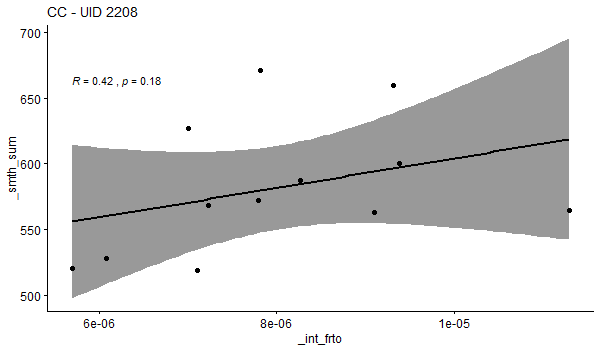 CC - UID 2208
700
R = 0.42 , p = 0.18
650
600
_smth_sum
550
500
6e-06 8e-06 1e-05
_int_frto